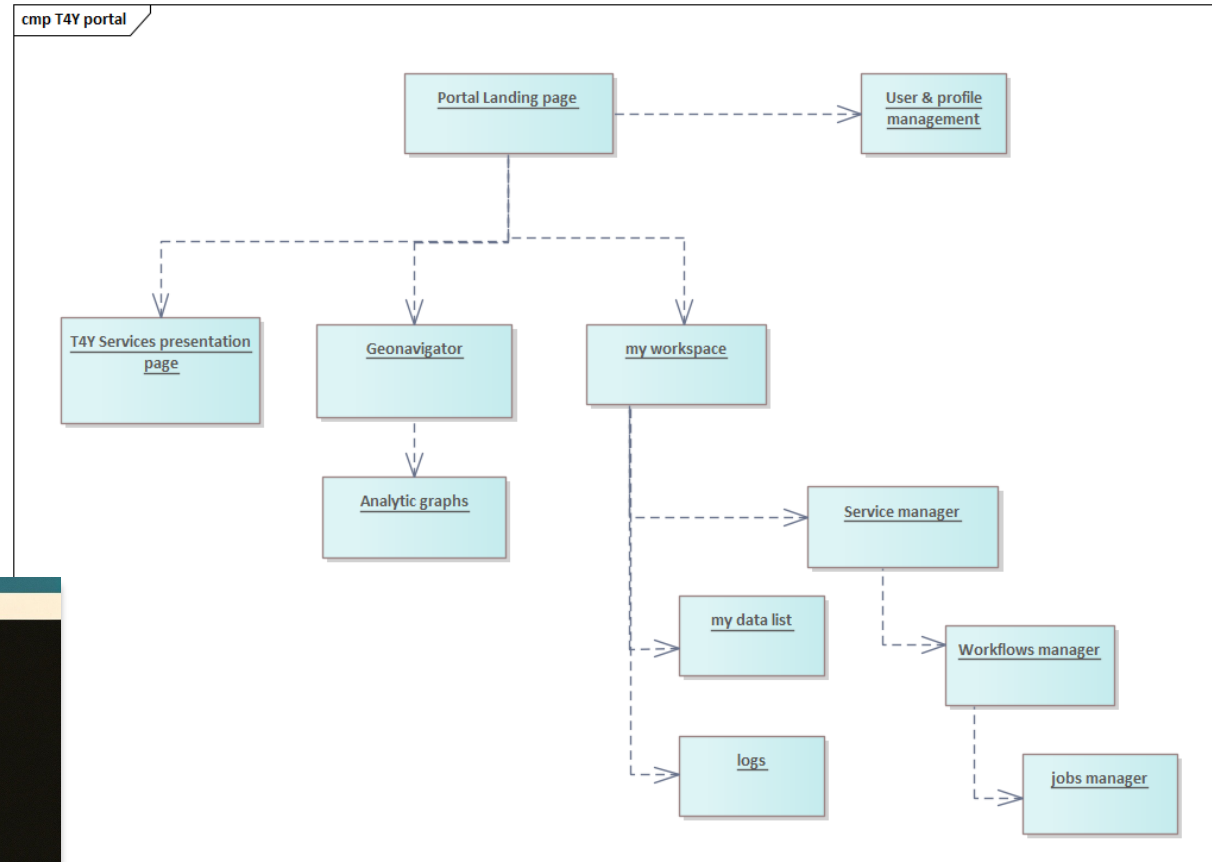 cmp T4Y portal
Portal Landing page
User & profile
management
T4Y Services presentation
page
Geonavigator
my workspace
Analytic graphs
Service manager
my data list
Workflows manager
logs
jobs manager